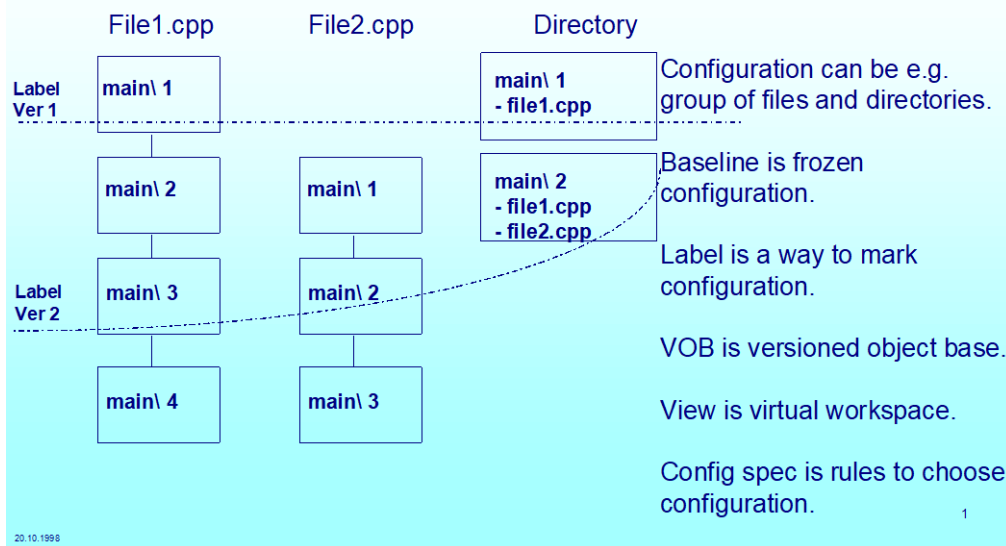 File1.cpp
File2.cpp
Directory
Label
Ver 1
main\ 1
main\ 1
- file1.cpp
main\ 2
main\ 1
main\ 2
- file1.cpp
- file2.cpp
Label
Ver 2
main\ 3
main\ 2
main\ 4
main\ 3
Configuration can be e.g.
group of files and directories.
Baseline is frozen
configuration.
Label is a way to mark
configuration.
VOB is versioned object base.
View is virtual workspace.
Config spec is rules to choose
configuration.
1
20.10.1998